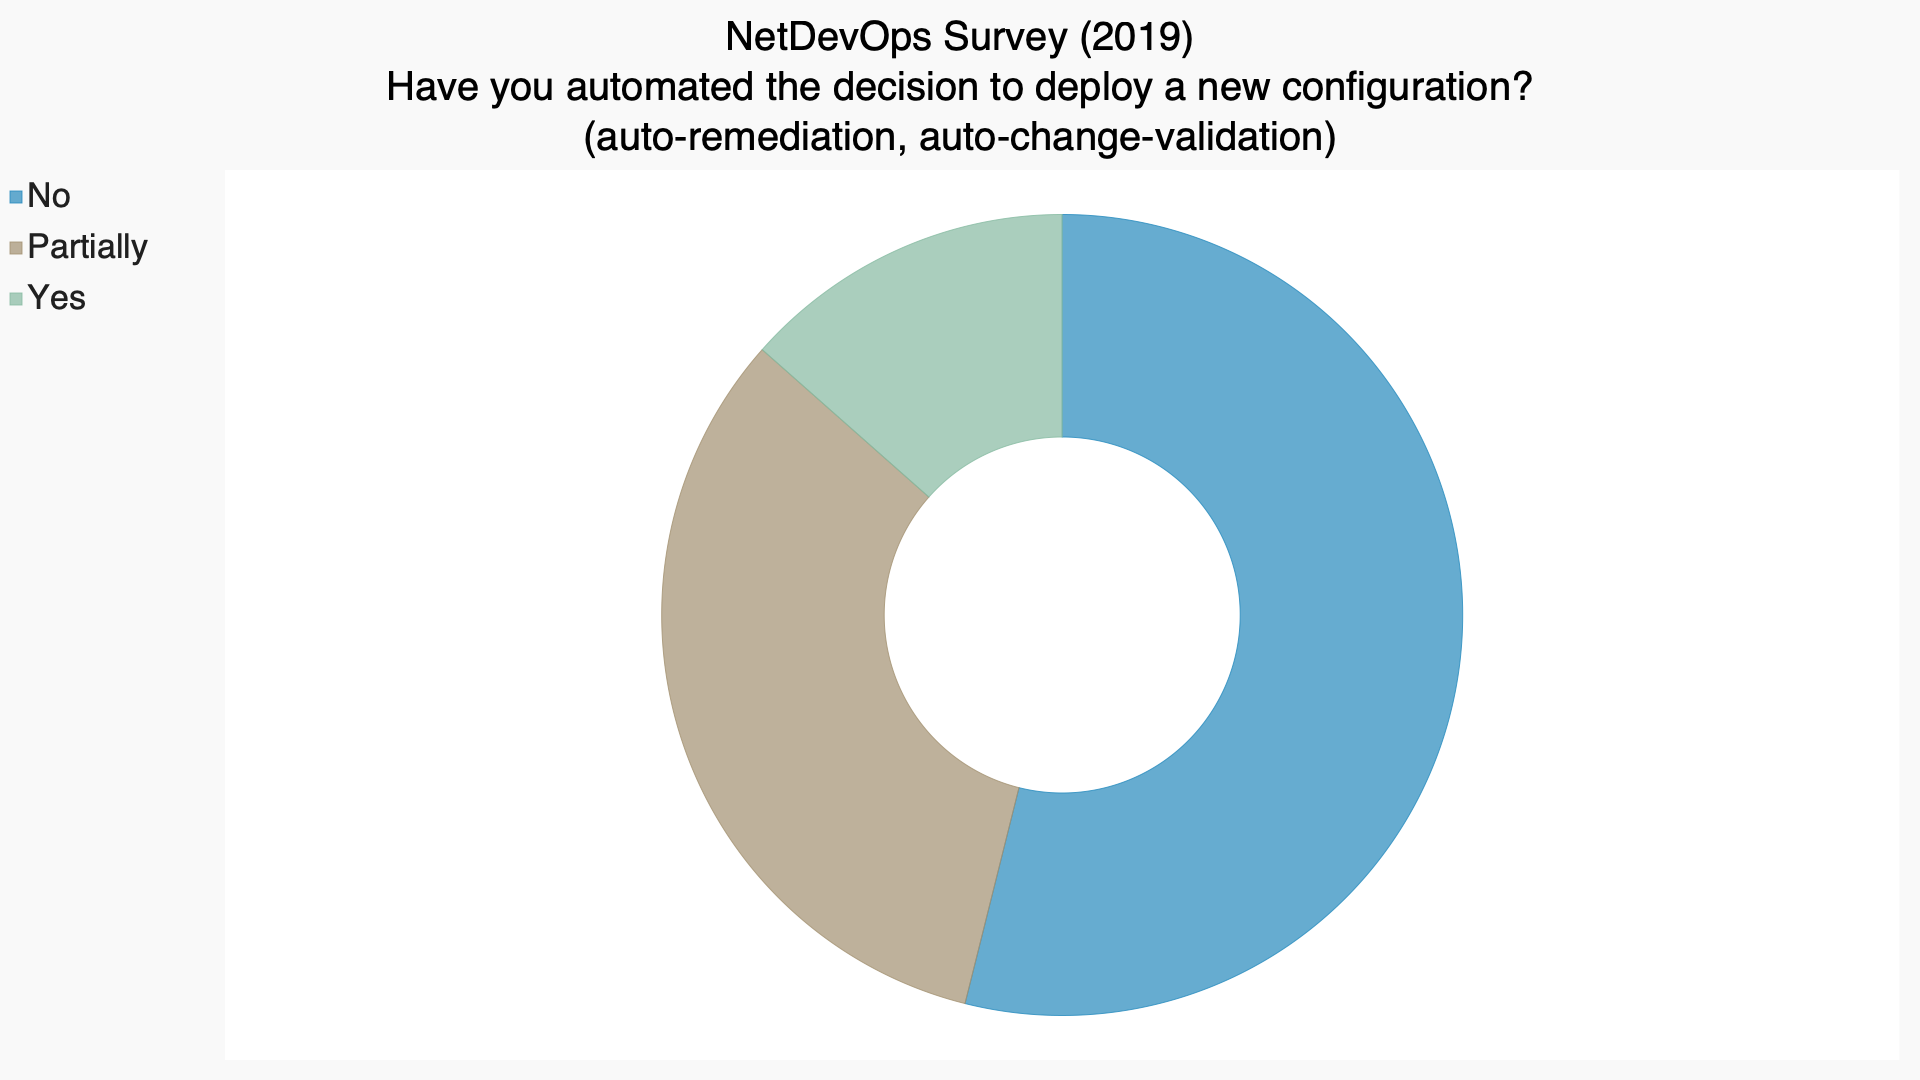 NetDevOps Survey (2019)
Have you automated the decision to deploy a new configuration?
(auto-remediation, auto-change-validation)
No
Partially
Yes